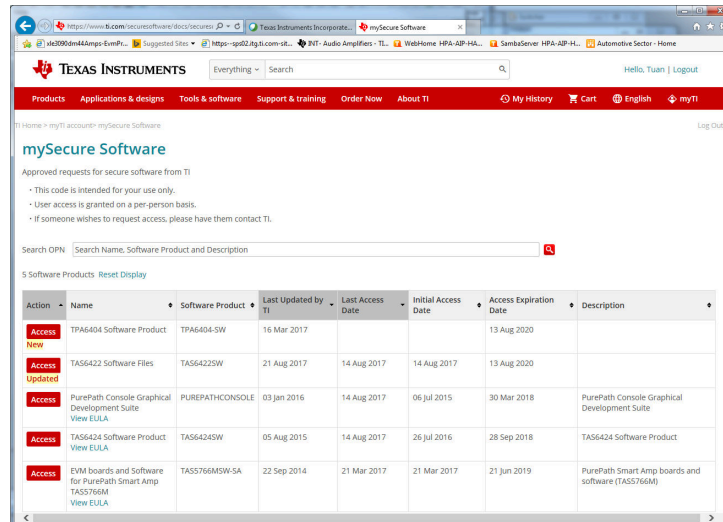 https://www.ti.com/securesoftware/docs/securesi
Texas Instruments Incorporate...
mySecure Software
xle3090dm44Amps-EvmPr...
Suggested Sites
https--sps02.itg.ti.com-sit...
INT- Audio Amplifiers - TI...
WebHome HPA-AIP-HA...
SambaServer HPA-AIP-H...
Automotive Sector - Home
TEXAS INSTRUMENTS
Everything
Search
Hello, Tuan | Logout
Products
Applications & designs
Tools & software
Support & training
Order Now
About TI
My History
Cart
English
myTI
TI Home > myTI account> mySecure Software
Log Out
mySecure Software
Approved requests for secure software from TI
• This code is intended for your use only.
• User access is granted on a per-person basis.
• If someone wishes to request access, please have them contact TI.
Search OPN
Search Name, Software Product and Description
5 Software Products Reset Display
Action
Name
Software Product
Last Updated by TI
Last Access Date
Initial Access Date
Access Expiration Date
Description
Access New
TPA6404 Software Product
TPA6404-SW
16 Mar 2017
13 Aug 2020
Access Updated
TAS6422 Software Files
TAS6422SW
21 Aug 2017
14 Aug 2017
14 Aug 2017
13 Aug 2020
Access
PurePath Console Graphical
Development Suite
View EULA
PUREPATHCONSOLE
03 Jan 2016
14 Aug 2017
06 Jul 2015
30 Mar 2018
PurePath Console Graphical
Development Suite
Access
TAS6424 Software Product
View EULA
TAS6424SW
05 Aug 2015
14 Aug 2017
26 Jul 2016
28 Sep 2018
TAS6424 Software Product
Access
EVM boards and Software
for PurePath Smart Amp
TAS5766M
View EULA
TAS5766MSW-SA
22 Sep 2014
21 Mar 2017
21 Mar 2017
21 Jun 2019
PurePath Smart Amp boards and
software (TAS5766M)